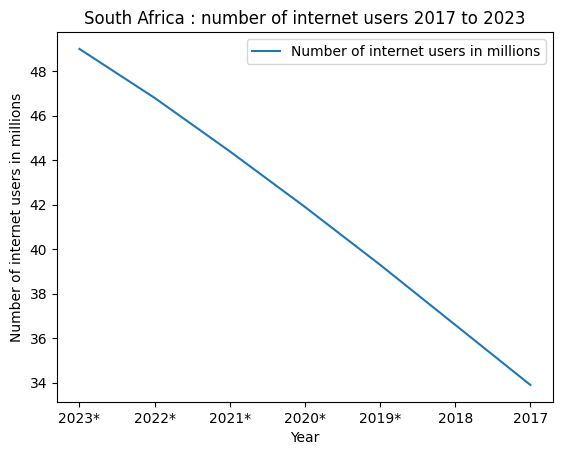 South Africa : number of internet users 2017 to 2023
Number of internet users in millions
Number of internet users in millions
48
46
44
42
40
38
36
34
2023* 2022* 2021* 2020* 2019* 2018 2017
Year